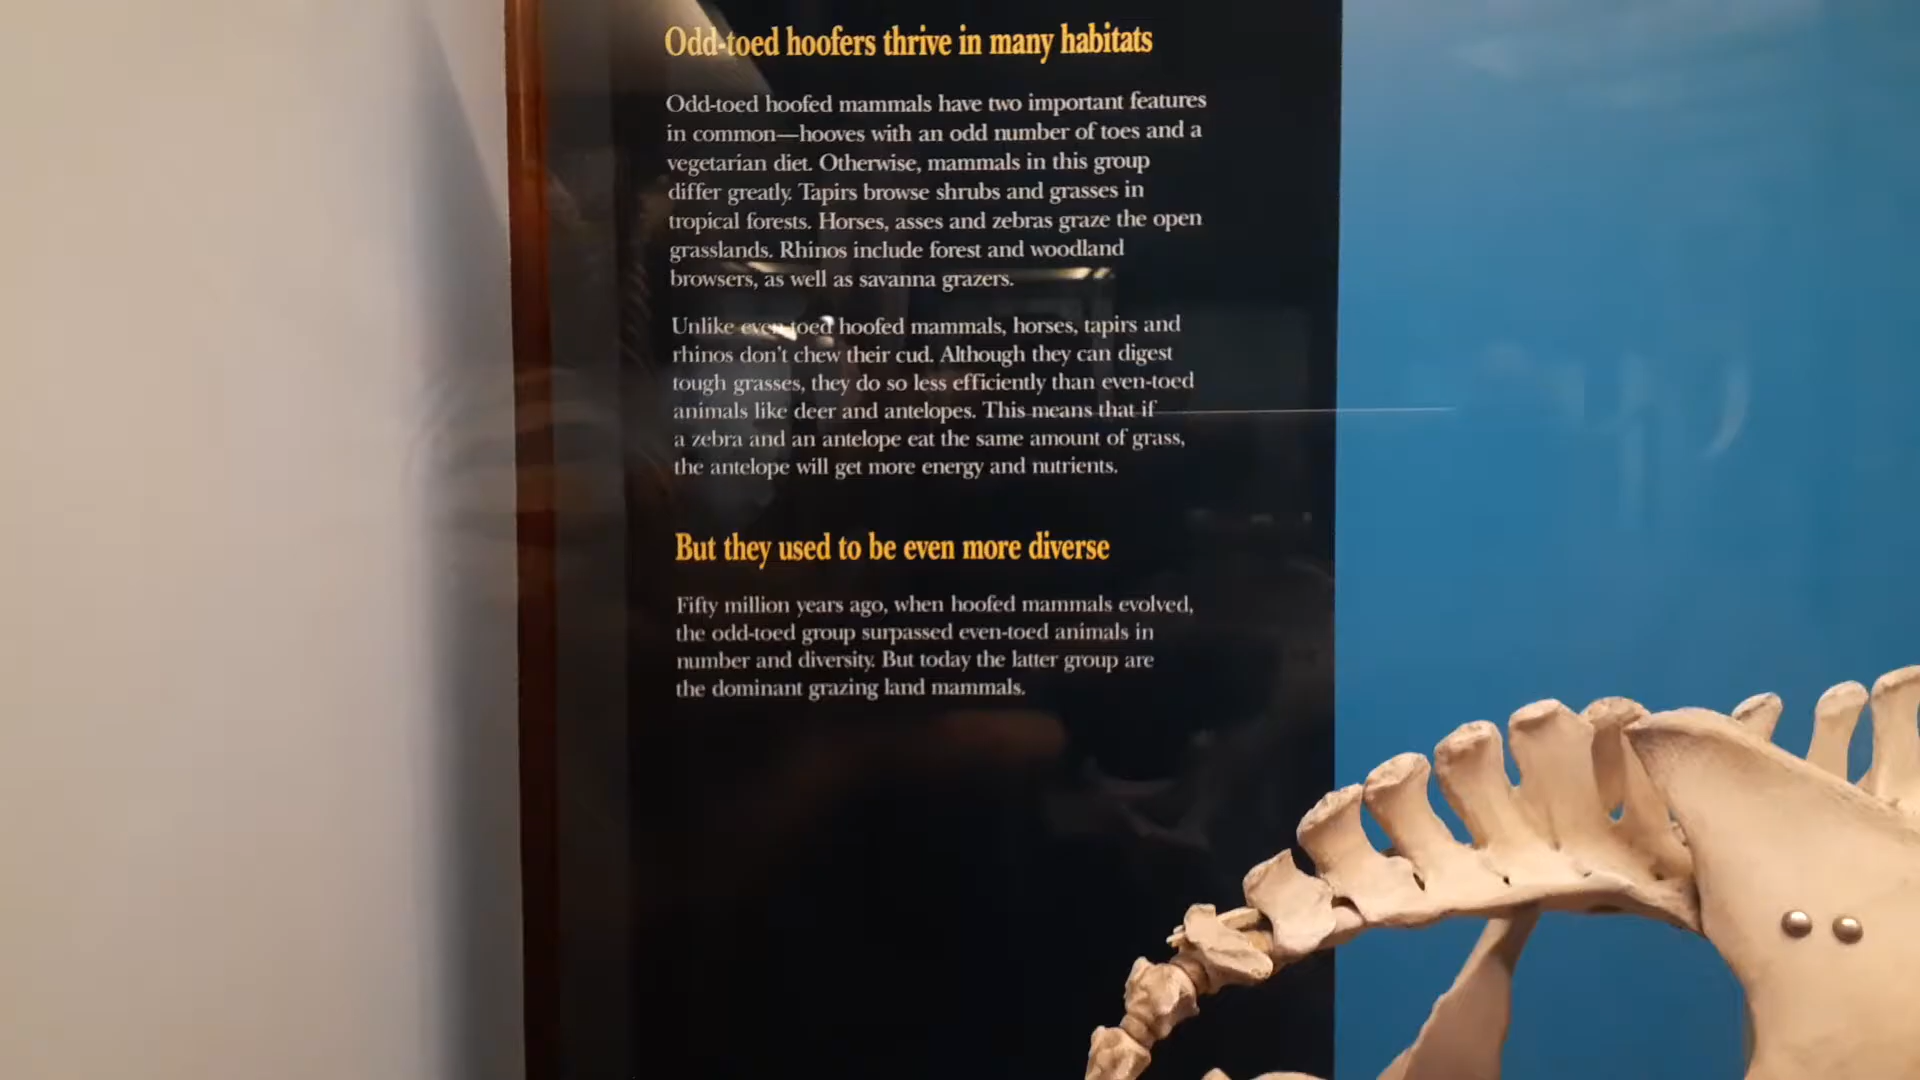 Odd-toed hoofers thrive in many habitats
Odd-toed hoofed mammals have two important features
in common—hooves with an odd number of toes and a
vegetarian diet. Otherwise, mammals in this group
differ greatly. Tapirs browse shrubs and grasses in
tropical forests. Horses, asses and zebras graze the open
grasslands. Rhinos include forest and woodland
browsers, as well as savanna grazers.
Unlike even-toed hoofed mammals, horses, tapirs and
rhinos don't chew their cud. Although they can digest
tough grasses, they do so less efficiently than even-toed
animals like deer and antelopes. This means that if
a zebra and an antelope eat the same amount of grass,
the antelope will get more energy and nutrients.
But they used to be even more diverse
Fifty million years ago, when hoofed mammals evolved,
the odd-toed group surpassed even-toed animals in
number and diversity. But today the latter group are
the dominant grazing land mammals.